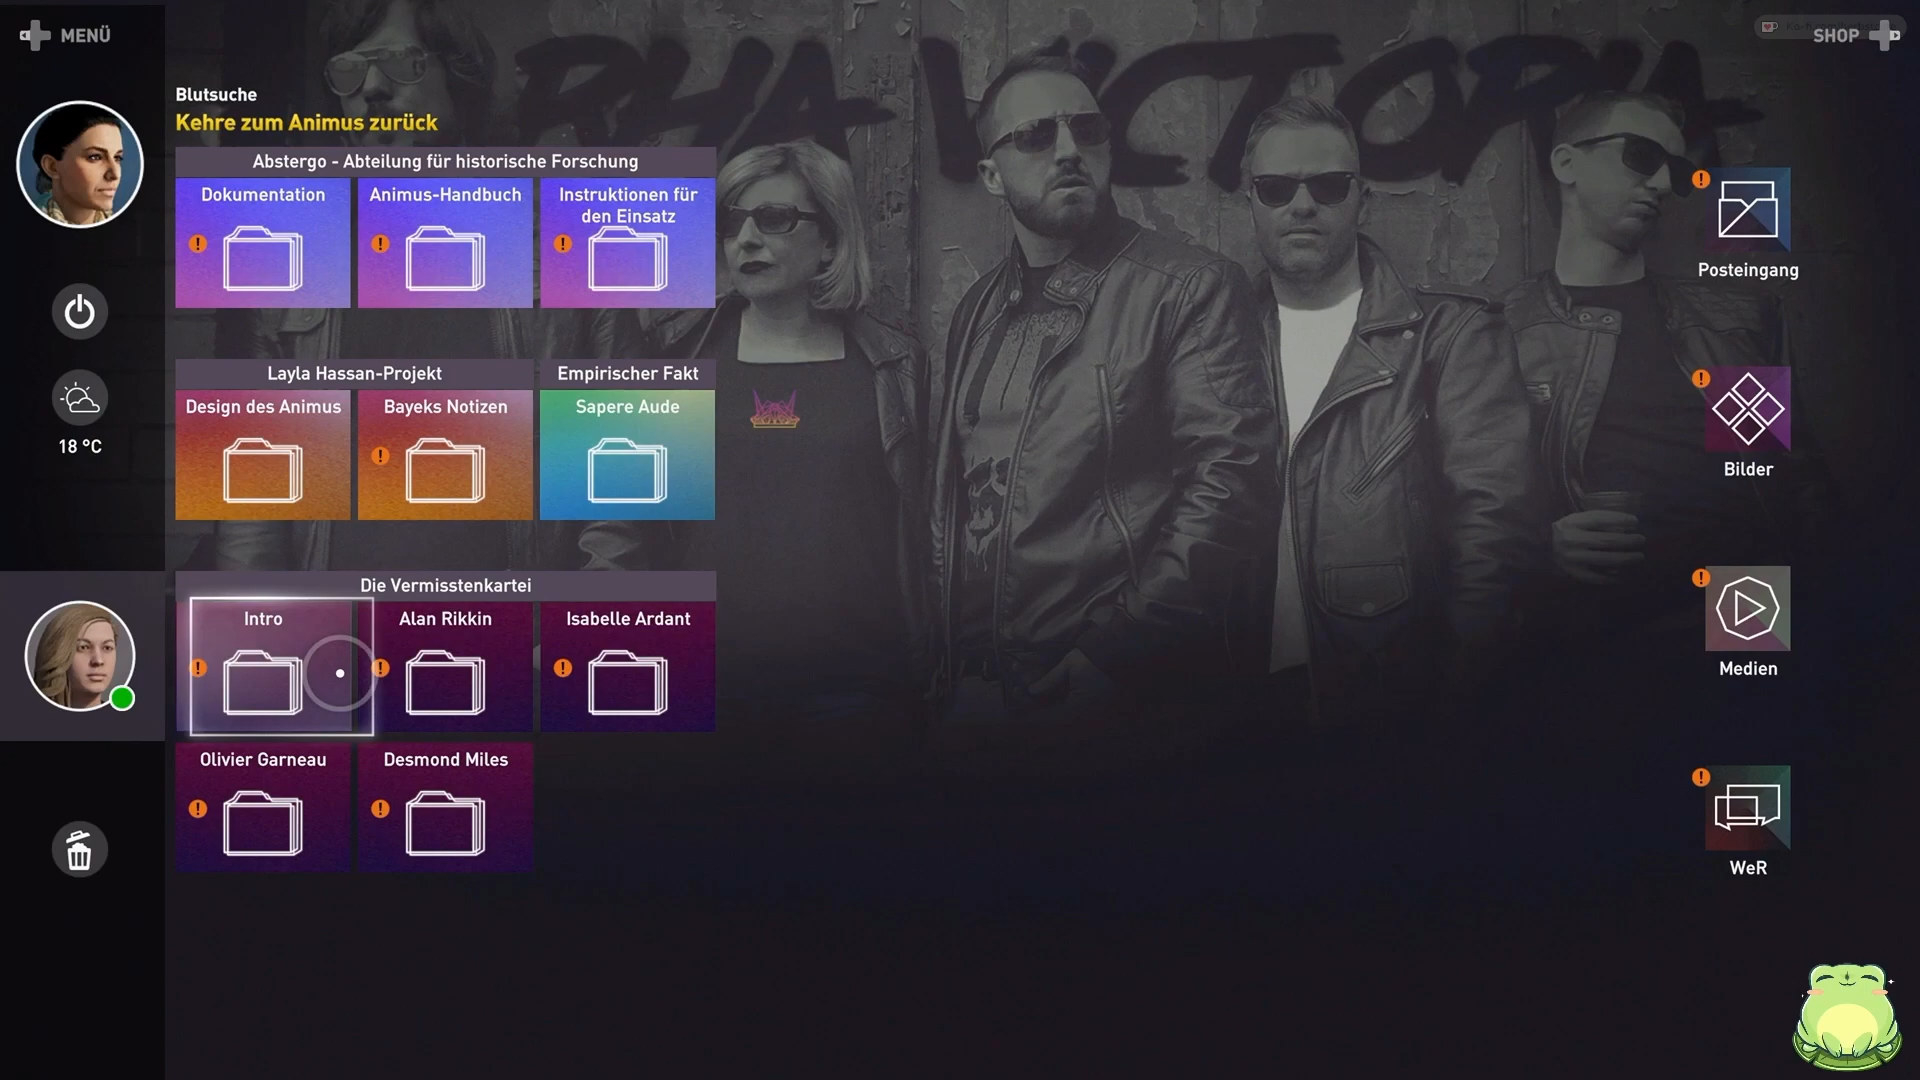 MENÜ
SHOP
Blutsuche
Kehre zum Animus zurück
Abstergo - Abteilung für historische Forschung
Dokumentation
Animus-Handbuch
Instruktionen für
den Einsatz
Layla Hassan-Projekt
Empirischer Fakt
Design des Animus
Bayeks Notizen
Sapere Aude
18 °C
Die Vermisstenkartei
Intro
Alan Rikkin
Isabelle Ardant
Olivier Garneau
Desmond Miles
Posteingang
Bilder
Medien
WeR